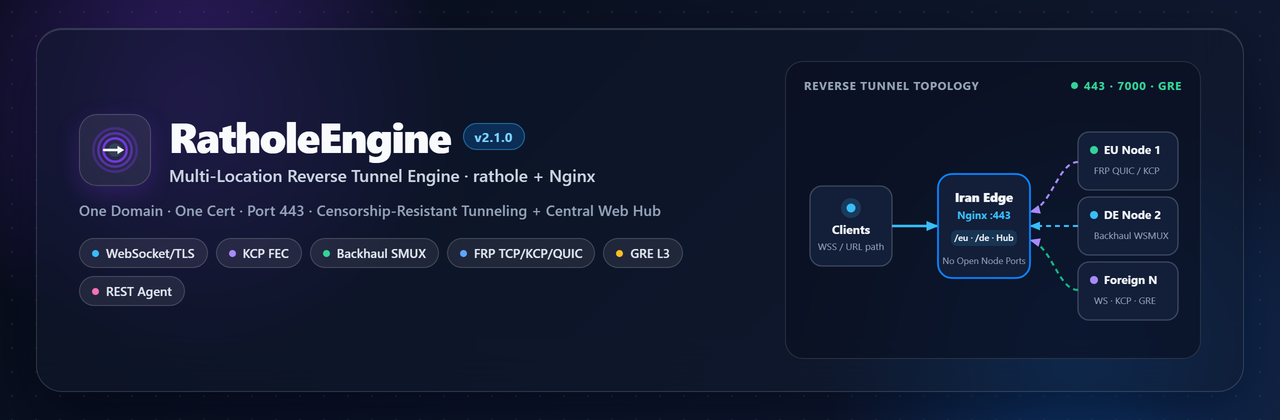 RatholeEngine v2.1.0
Multi-Location Reverse Tunnel Engine · rathole + Nginx
One Domain · One Cert · Port 443 · Censorship-Resistant Tunneling + Central Web Hub
WebSocket/TLS
KCP FEC
Backhaul SMUX
FRP TCP/KCP/QUIC
GRE L3
REST Agent
REVERSE TUNNEL TOPOLOGY
443 · 7000 · GRE
Clients
WSS / URL path
Iran Edge
Nginx :443
/eu · /de · Hub
No Open Node Ports
EU Node 1
FRP QUIC / KCP
DE Node 2
Backhaul WSMUX
Foreign N
WS · KCP · GRE